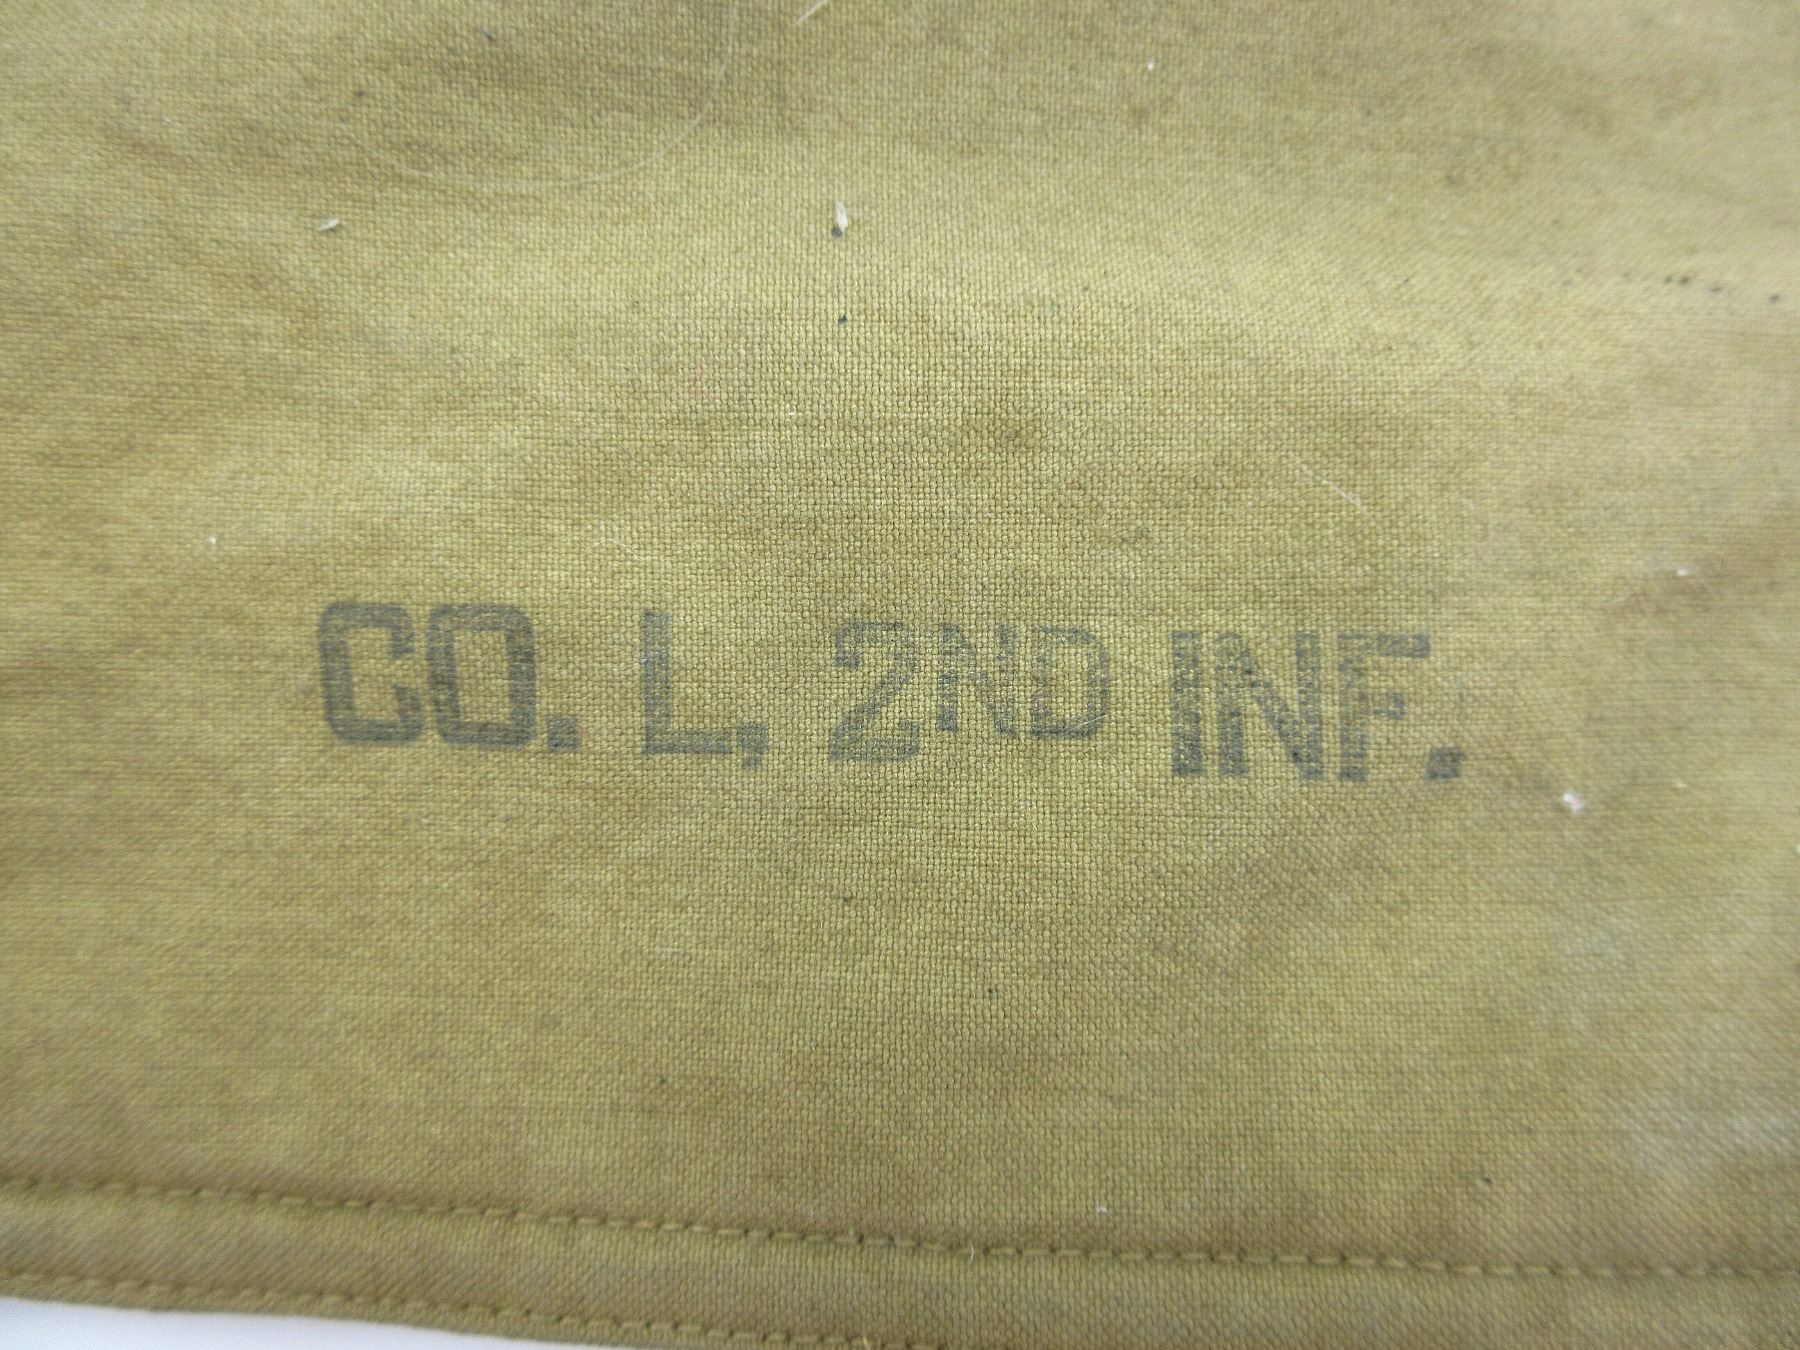 CO. L, 2ND INF.